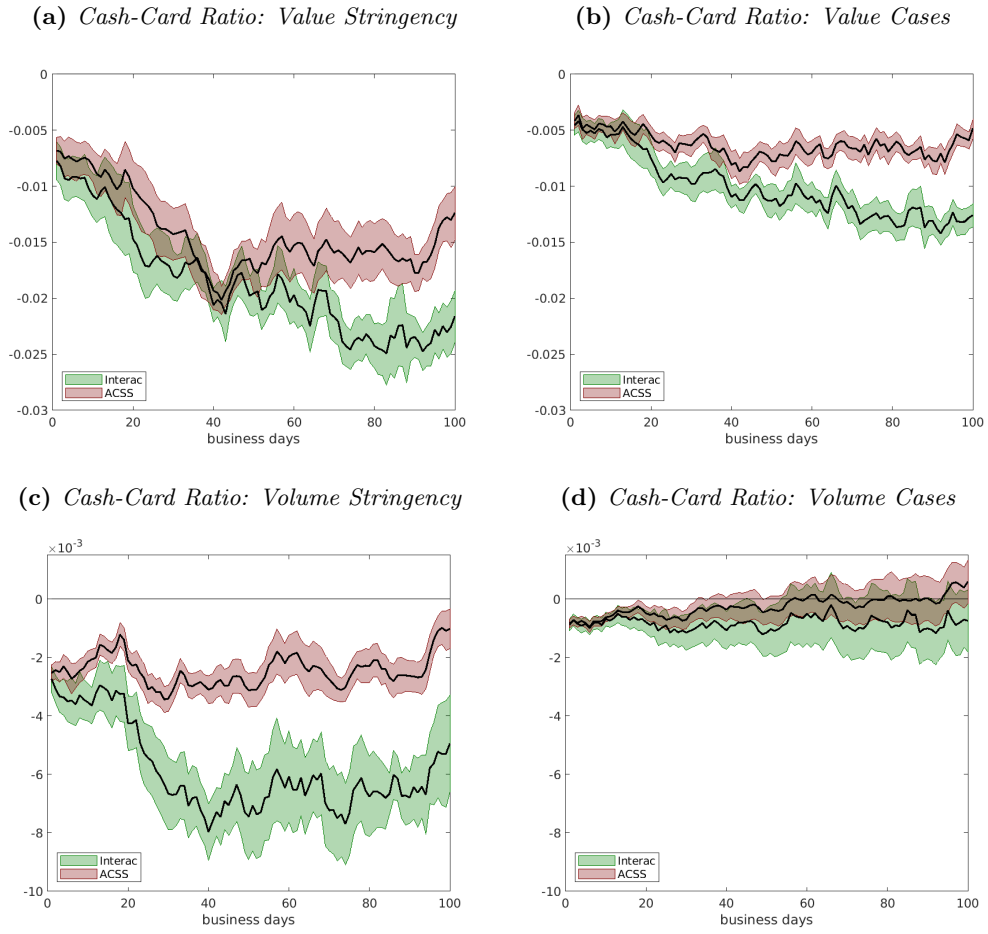 (a) Cash-Card Ratio: Value Stringency
0
-0.005
-0.01
-0.015
-0.02
-0.025
-0.03
Interac
ACSS
0 20 40 60 80 100
business days
(b) Cash-Card Ratio: Value Cases
0
-0.005
-0.01
-0.015
-0.02
-0.025
-0.03
Interac
ACSS
0 20 40 60 80 100
business days
(c) Cash-Card Ratio: Volume Stringency
×10⁻³
0
-2
-4
-6
-8
-10
Interac
ACSS
0 20 40 60 80 100
business days
(d) Cash-Card Ratio: Volume Cases
×10⁻³
0
-2
-4
-6
-8
-10
Interac
ACSS
0 20 40 60 80 100
business days